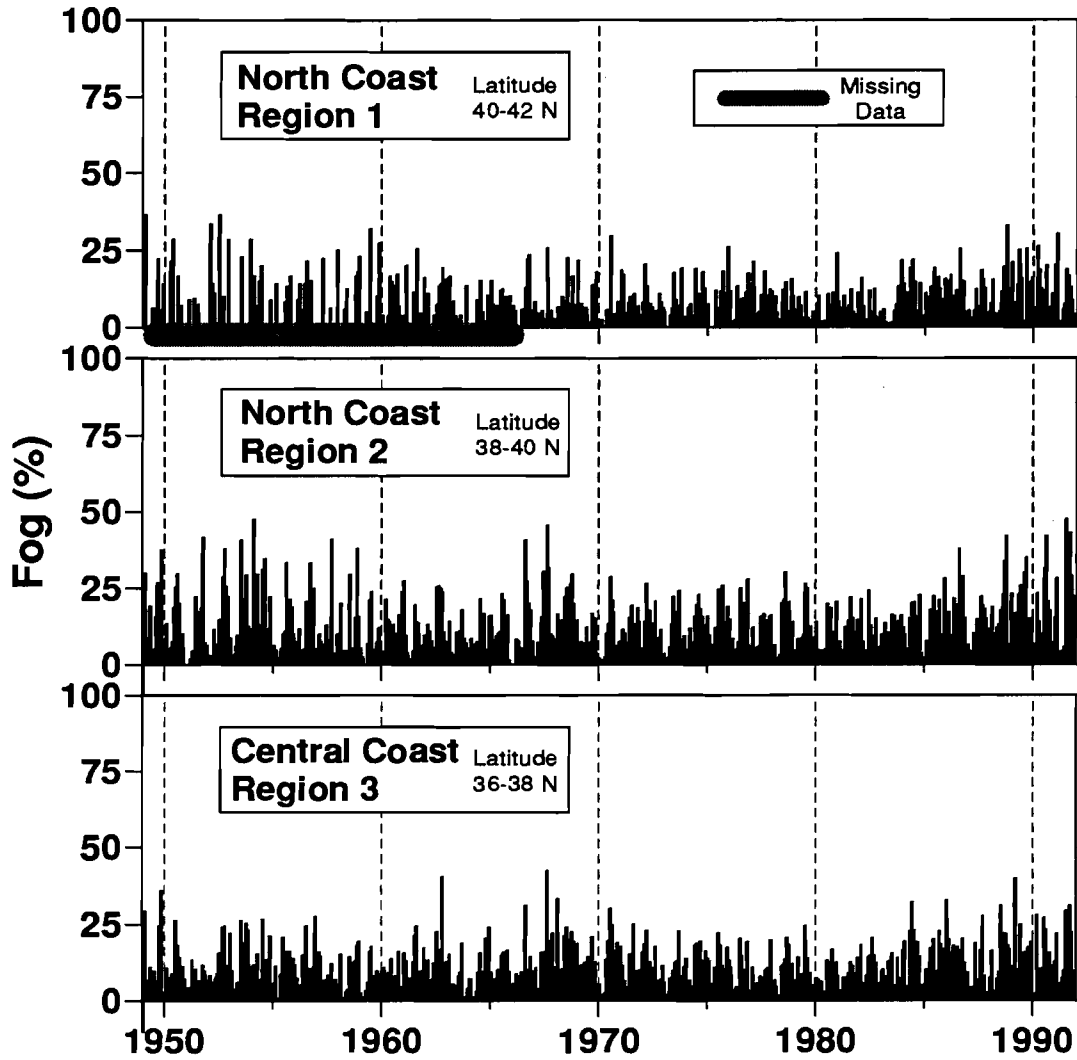 100
75
50
25
0
North Coast
Region 1
Latitude
40-42 N
Missing
Data
100
75
50
25
0
North Coast
Region 2
Latitude
38-40 N
Fog (%)
100
75
50
25
0
Central Coast
Region 3
Latitude
36-38 N
1950 1960 1970 1980 1990